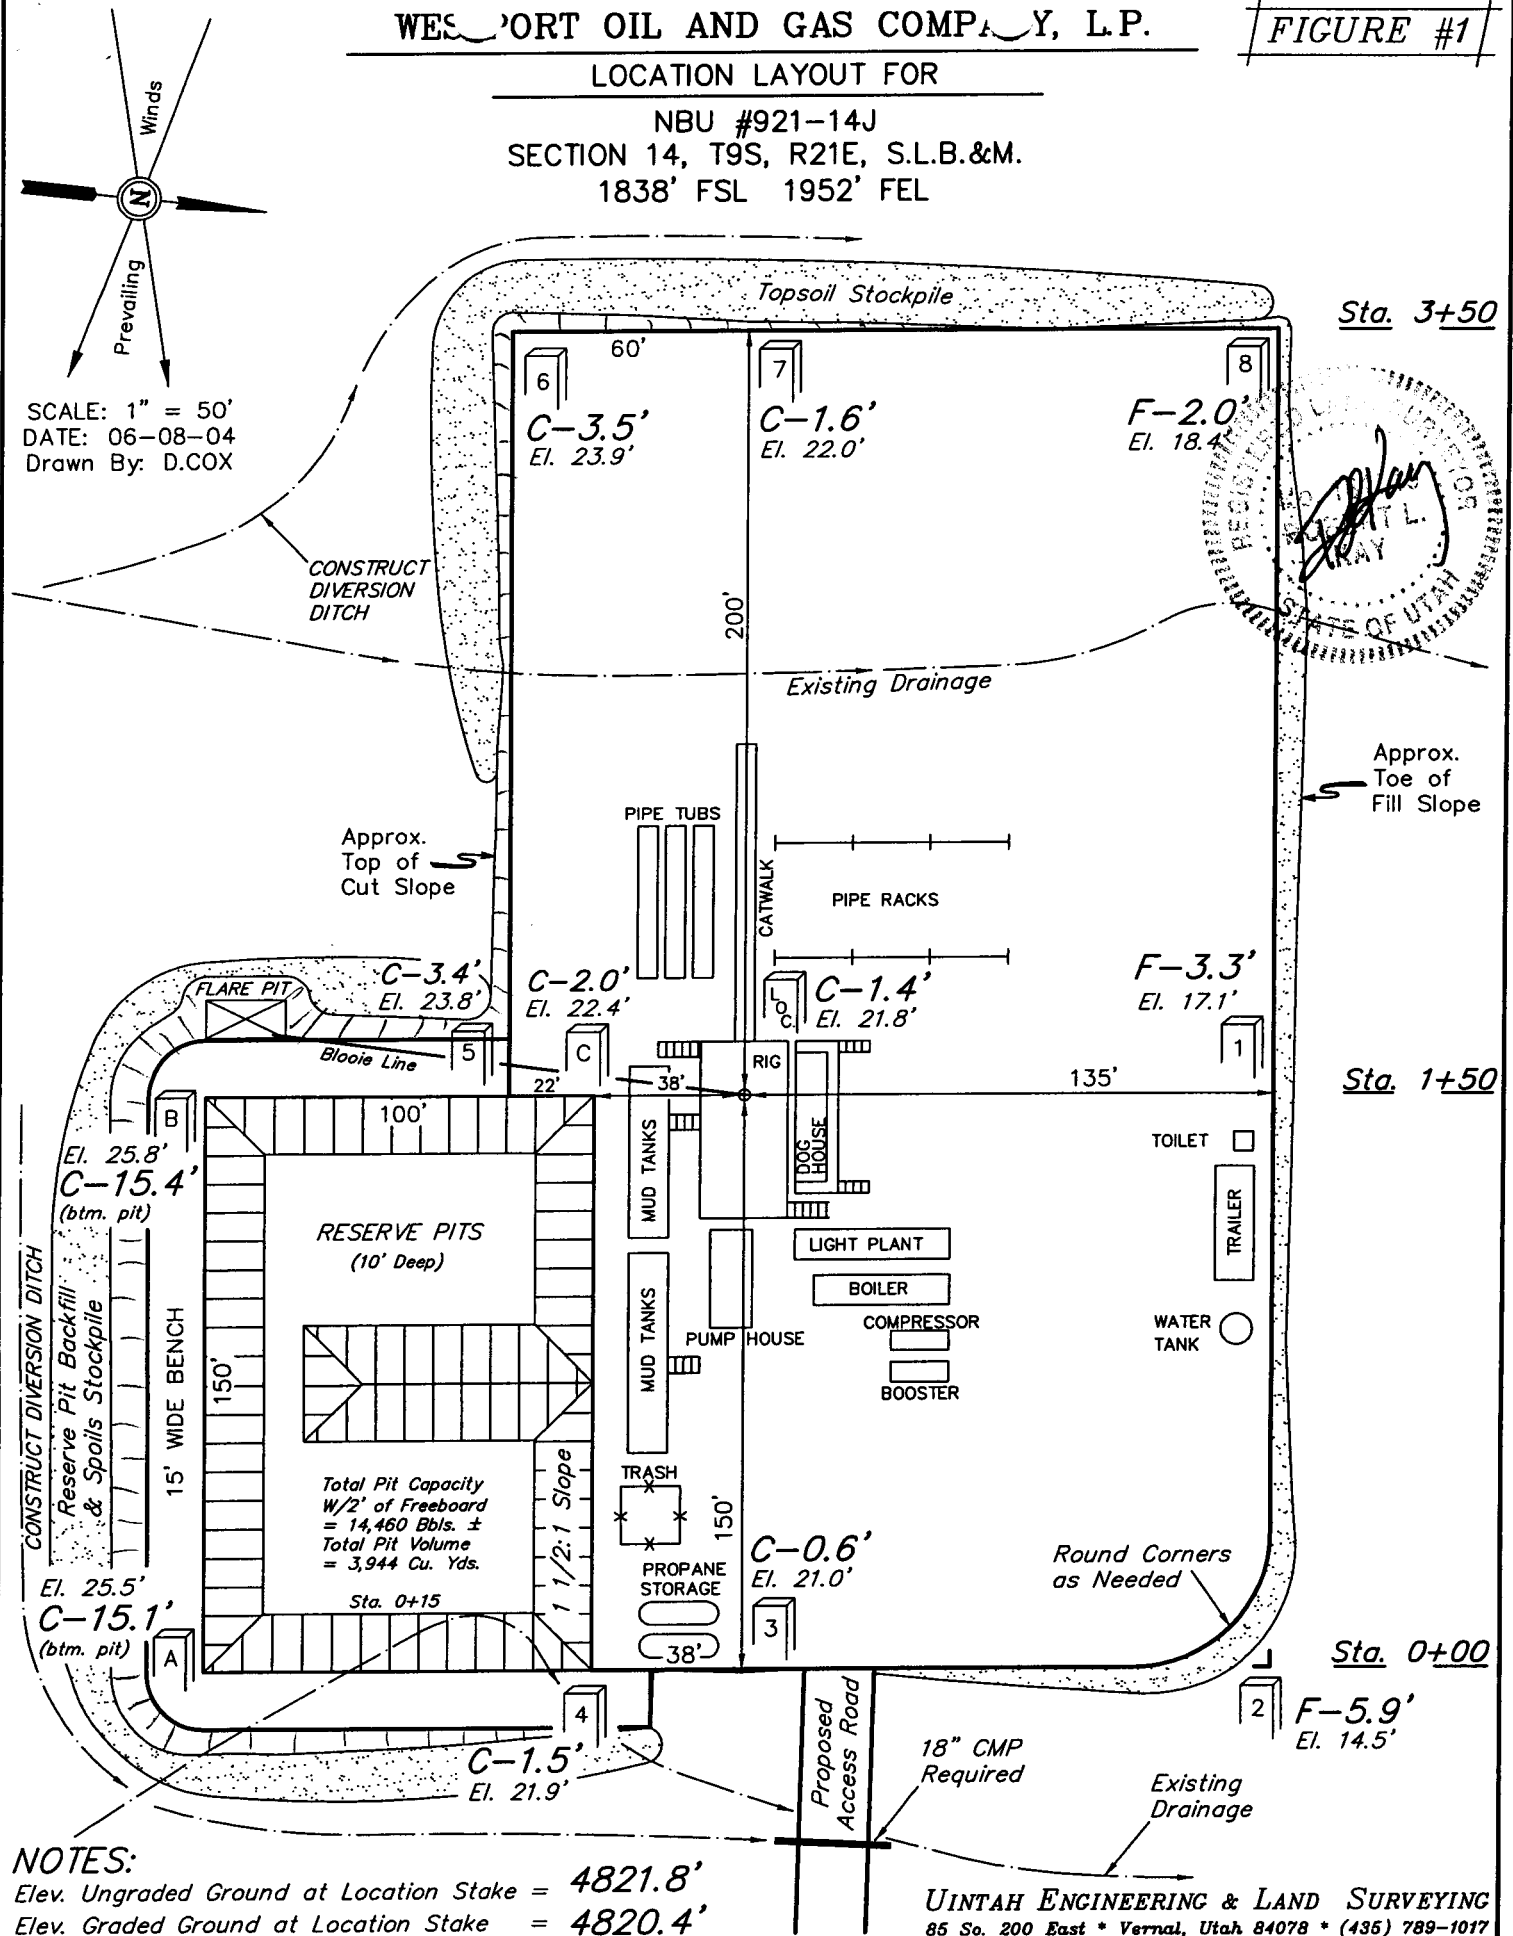 OIL AND GAS
L.P.
FIGURE #1
LOCATION LAYOUT FOR
NBU #921-14J
SECTION 14, T9S, R21E, S.L.B.&M.
1838' FSL 1952' FEL
Winds
N
Prevailing
SCALE: 1" = 50'
DATE: 06-08-04
Drawn By: D.COX
Topsoil Stockpile
Sta. 3+50
60'
6
C-3.5'
El. 23.9'
7
C-1.6'
El. 22.0'
8
F-2.0'
El. 18.4'
REGISTERED LAND SURVEYOR
L.
KAY
STATE OF UTAH
CONSTRUCT
DIVERSION
DITCH
200'
Existing Drainage
Approx.
Toe of
Fill Slope
Approx.
Top of
Cut Slope
PIPE TUBS
CATWALK
PIPE RACKS
C-3.4'
El. 23.8'
5
C-2.0'
El. 22.4'
C
LOC.
C-1.4'
El. 21.8'
F-3.3'
El. 17.1'
1
FLARE PIT
Blooie Line
RIG
22'
38'
135'
Sta. 1+50
B
El. 25.8'
C-15.4'
(btm. pit)
100'
MUD TANKS
DOG
HOUSE
TOILET
TRAILER
RESERVE PITS
(10' Deep)
LIGHT PLANT
BOILER
COMPRESSOR
BOOSTER
PUMP HOUSE
MUD TANKS
WATER
TANK
CONSTRUCT DIVERSION DITCH
Reserve Pit Backfill
& Spoils Stockpile
15' WIDE BENCH
150'
Total Pit Capacity
W/2' of Freeboard
= 14,460 Bbls. ±
Total Pit Volume
= 3,944 Cu. Yds.
Sta. 0+15
1 1/2:1 Slope
TRASH
150'
PROPANE
STORAGE
38'
C-0.6'
El. 21.0'
3
Round Corners
as Needed
El. 25.5'
C-15.1'
(btm. pit)
A
Sta. 0+00
2
F-5.9'
El. 14.5'
4
C-1.5'
El. 21.9'
Proposed
Access Road
18" CMP
Required
Existing
Drainage
NOTES:
Elev. Ungraded Ground at Location Stake = 4821.8'
Elev. Graded Ground at Location Stake = 4820.4'
UINTAH ENGINEERING & LAND SURVEYING
85 So. 200 East * Vernal, Utah 84078 * (435) 789-1017